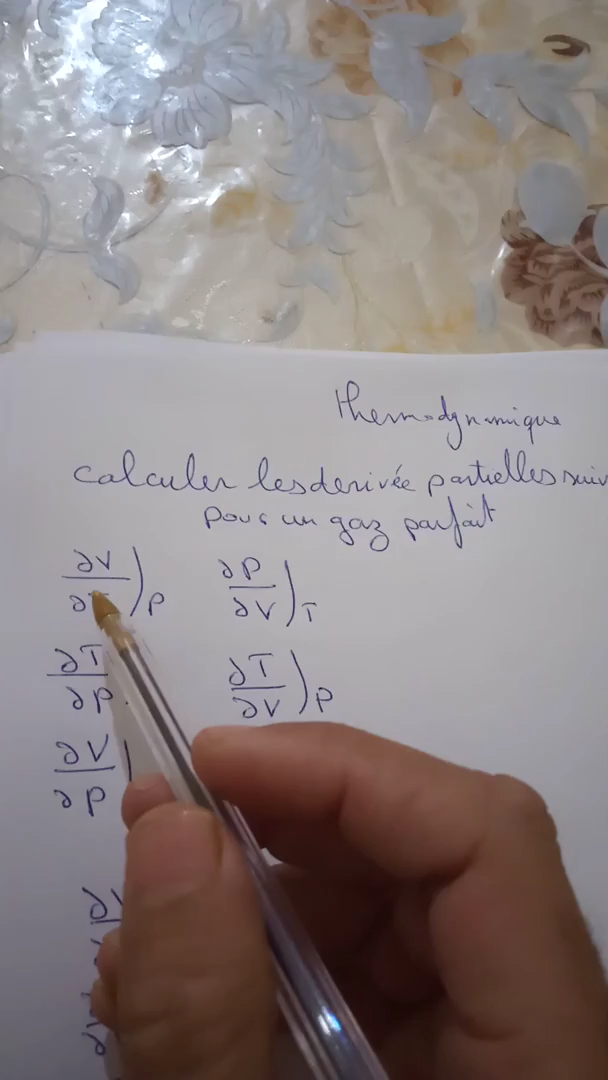 thermodynamique
calculer les derivée partielles suiv
pour un gaz parfait
∂V/∂ )P ∂P/∂V )T
∂T/∂P ∂T/∂V )P
∂V/∂P